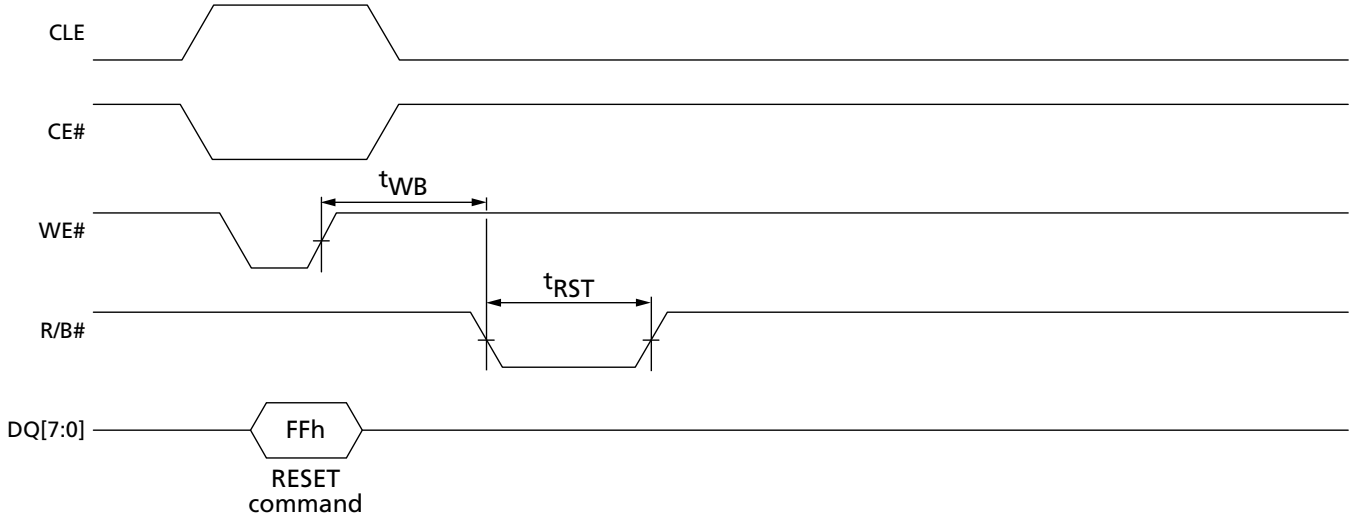 CLE
CE#
tWB
WE#
tRST
R/B#
DQ[7:0]
FFh
RESET
command